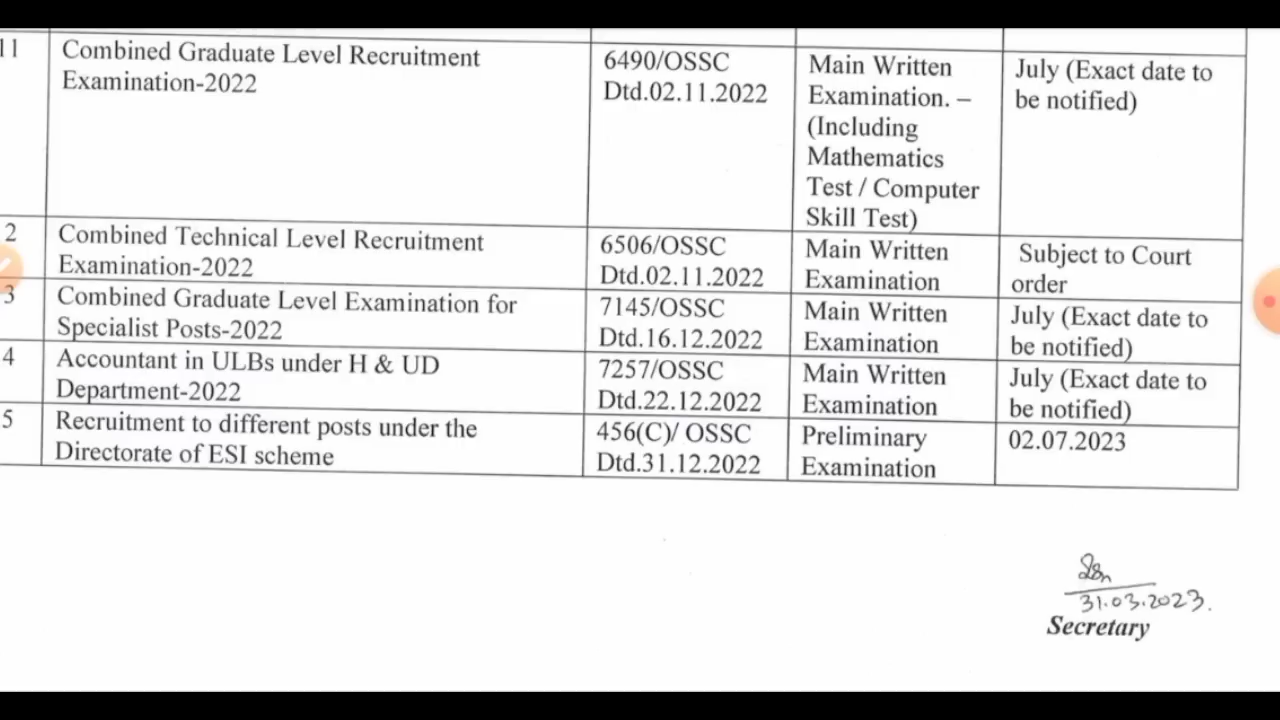 11 Combined Graduate Level Recruitment 6490/OSSC Main Written July (Exact date to
Examination-2022 Dtd.02.11.2022 Examination. – be notified)
(Including
Mathematics
Test / Computer
Skill Test)
2 Combined Technical Level Recruitment 6506/OSSC Main Written Subject to Court
Examination-2022 Dtd.02.11.2022 Examination order
3 Combined Graduate Level Examination for 7145/OSSC Main Written July (Exact date to
Specialist Posts-2022 Dtd.16.12.2022 Examination be notified)
4 Accountant in ULBs under H & UD 7257/OSSC Main Written July (Exact date to
Department-2022 Dtd.22.12.2022 Examination be notified)
5 Recruitment to different posts under the 456(C)/ OSSC Preliminary 02.07.2023
Directorate of ESI scheme Dtd.31.12.2022 Examination
31.03.2023.
Secretary